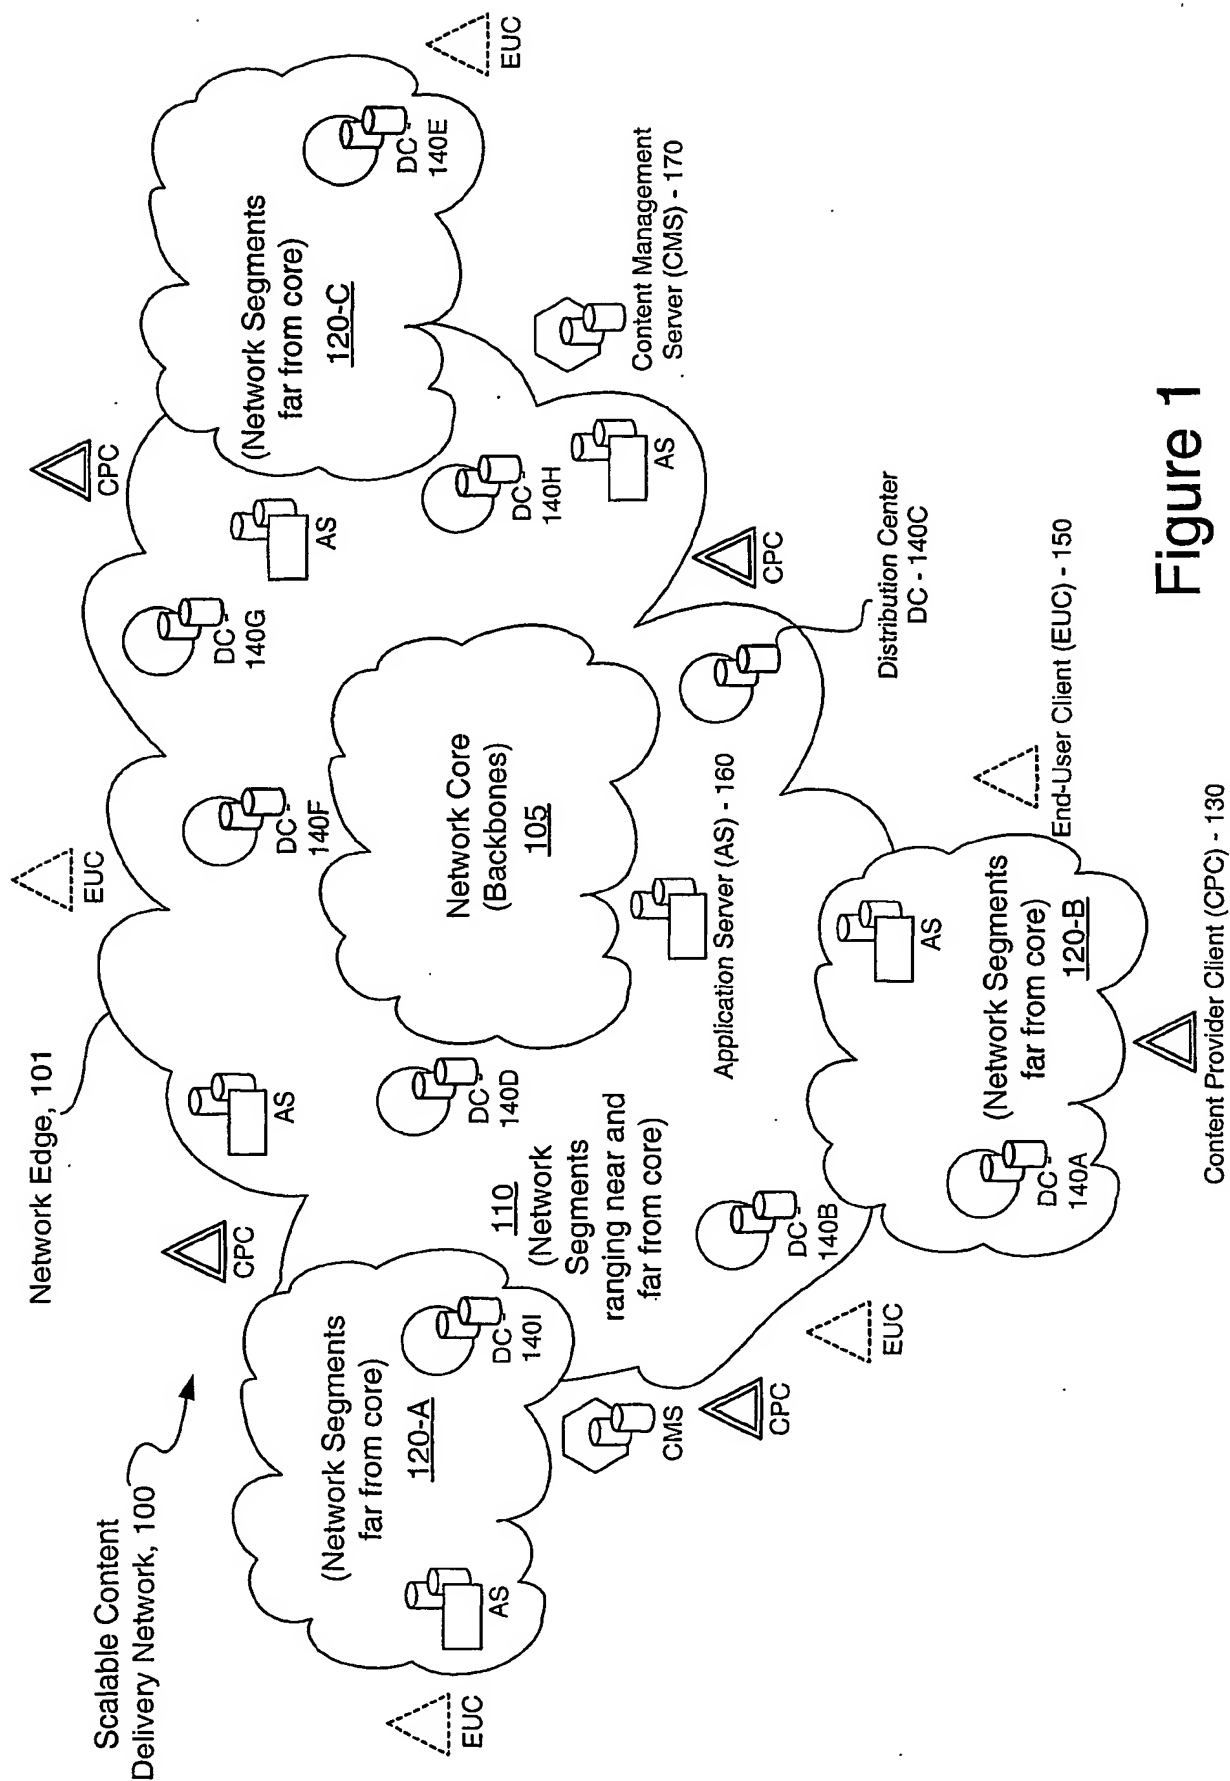 Scalable Content
Delivery Network, 100
Network Edge, 101
EUC
CPC
EUC
CPC
EUC
(Network Segments
far from core)
120-A
AS
DC
140I
AS
DC
140F
DC
140G
AS
(Network Segments
far from core)
120-C
DC
140E
DC
140D
Network Core
(Backbones)
105
DC
140H
110
(Network
Segments
ranging near and
far from core)
CMS
CPC
Application Server (AS) - 160
AS
Content Management
Server (CMS) - 170
CPC
DC
140B
EUC
Distribution Center
DC - 140C
AS
(Network Segments
far from core)
120-B
DC
140A
End-User Client (EUC) - 150
Content Provider Client (CPC) - 130
Figure 1